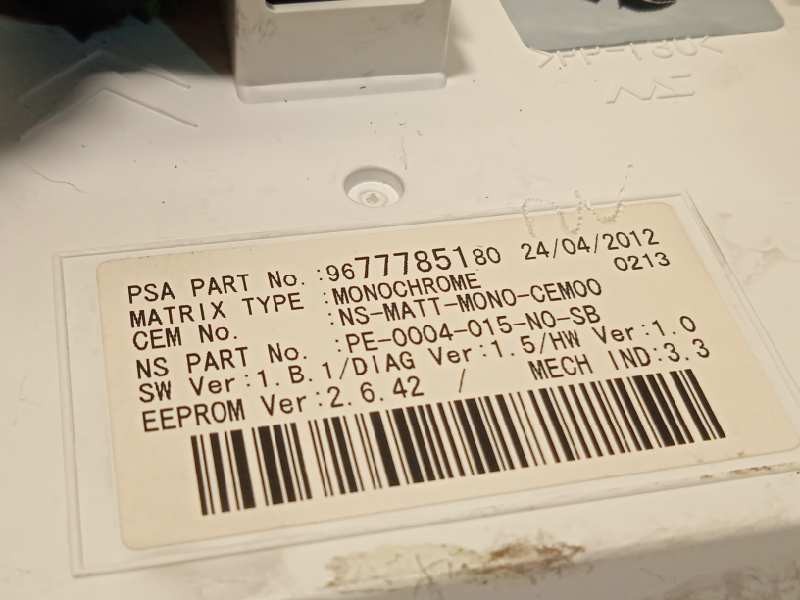 PSA PART No. :9677785180 24/04/2012
MATRIX TYPE :MONOCHROME 0213
CEM No. :NS-MATT-MONO-CEM00
NS PART No. :PE-0004-015-NO-SB
SW Ver:1.B.1/DIAG Ver:1.5/HW Ver:1.0
EEPROM Ver:2.6.42 / MECH IND:3.3